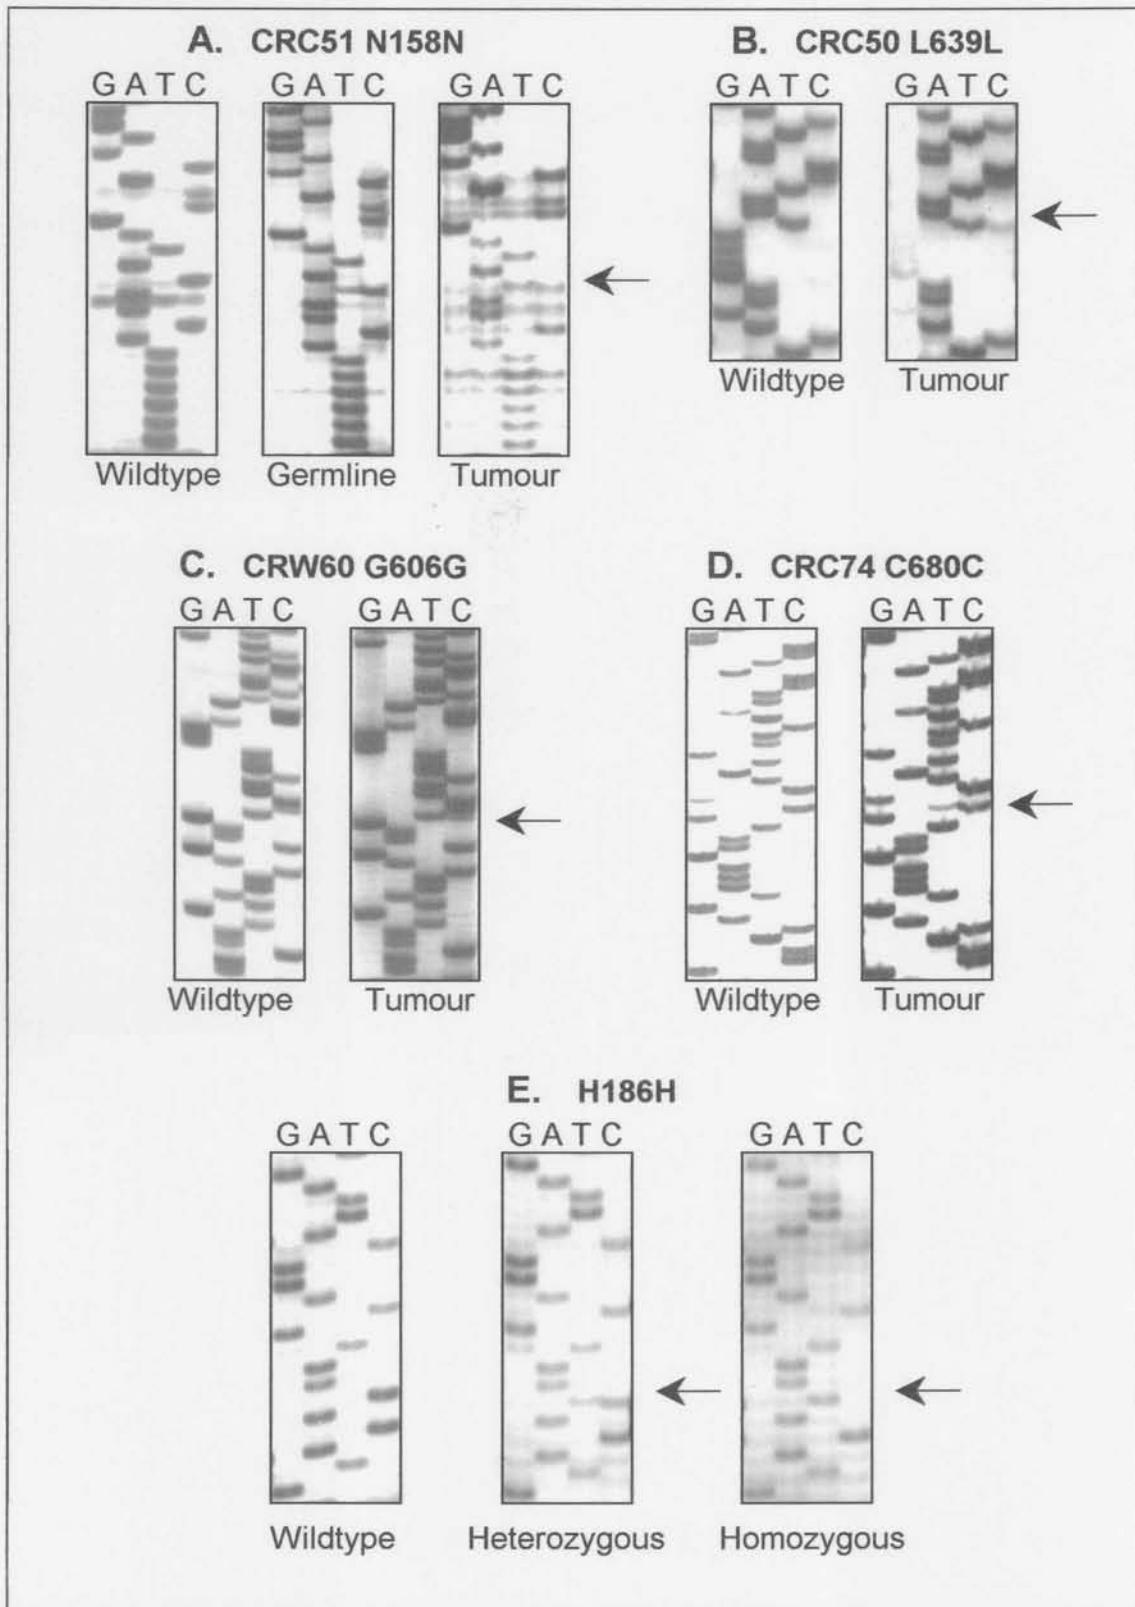 A. CRC51 N158N
B. CRC50 L639L
G A T C
G A T C
G A T C
G A T C
G A T C
Wildtype
Germline
Tumour
Wildtype
Tumour
C. CRW60 G606G
D. CRC74 C680C
G A T C
G A T C
G A T C
G A T C
Wildtype
Tumour
Wildtype
Tumour
E. H186H
G A T C
G A T C
G A T C
Wildtype
Heterozygous
Homozygous